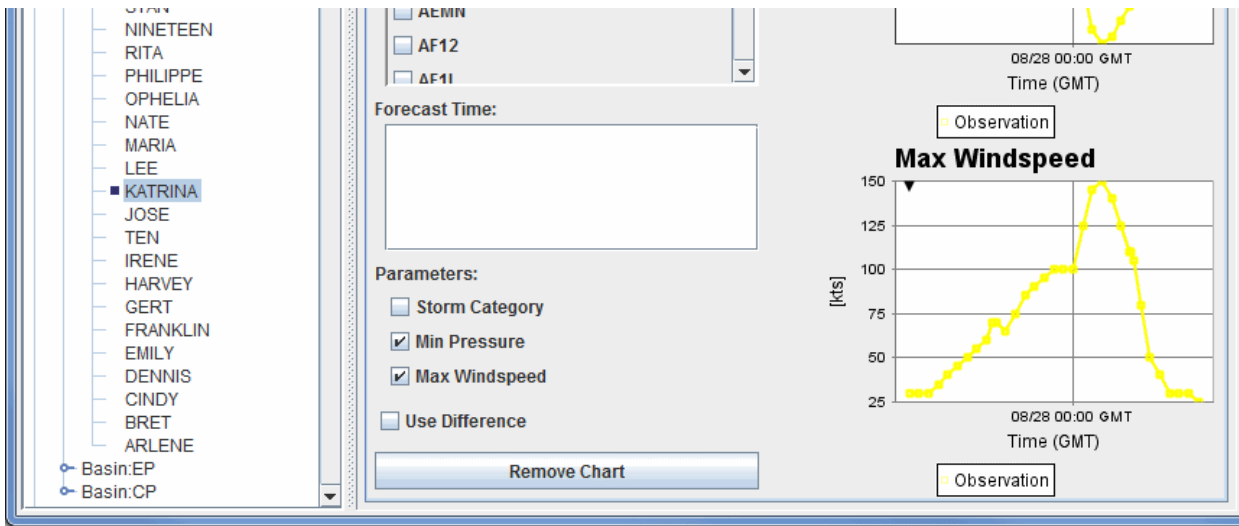 STAN
NINETEEN
RITA
PHILIPPE
OPHELIA
NATE
MARIA
LEE
KATRINA
JOSE
TEN
IRENE
HARVEY
GERT
FRANKLIN
EMILY
DENNIS
CINDY
BRET
ARLENE
Basin:EP
Basin:CP
AEMN
AF12
AF1L
Forecast Time:
Parameters:
Storm Category
Min Pressure
Max Windspeed
Use Difference
Remove Chart
08/28 00:00 GMT
Time (GMT)
Observation
Max Windspeed
150
125
100
75
50
25
[kts]
08/28 00:00 GMT
Time (GMT)
Observation